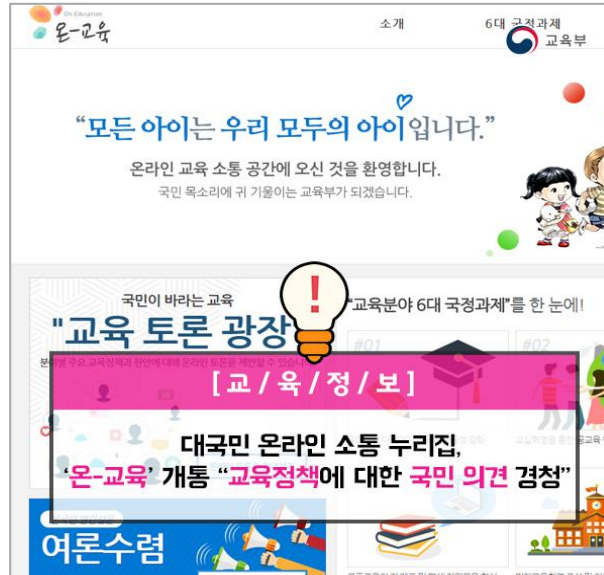 On Education
온-교육
소개
6대 국정과제
교육부
“모든 아이는 우리 모두의 아이입니다.”
온라인 교육 소통 공간에 오신 것을 환영합니다.
국민 목소리에 귀 기울이는 교육부가 되겠습니다.
국민이 바라는 교육
"교육 토론 광장"
“교육분야 6대 국정과제”를 한 눈에!
#01
#02
[교/육/정/보]
대국민 온라인 소통 누리집,
‘온-교육’ 개통 “교육정책에 대한 국민 의견 경청”
여론수렴